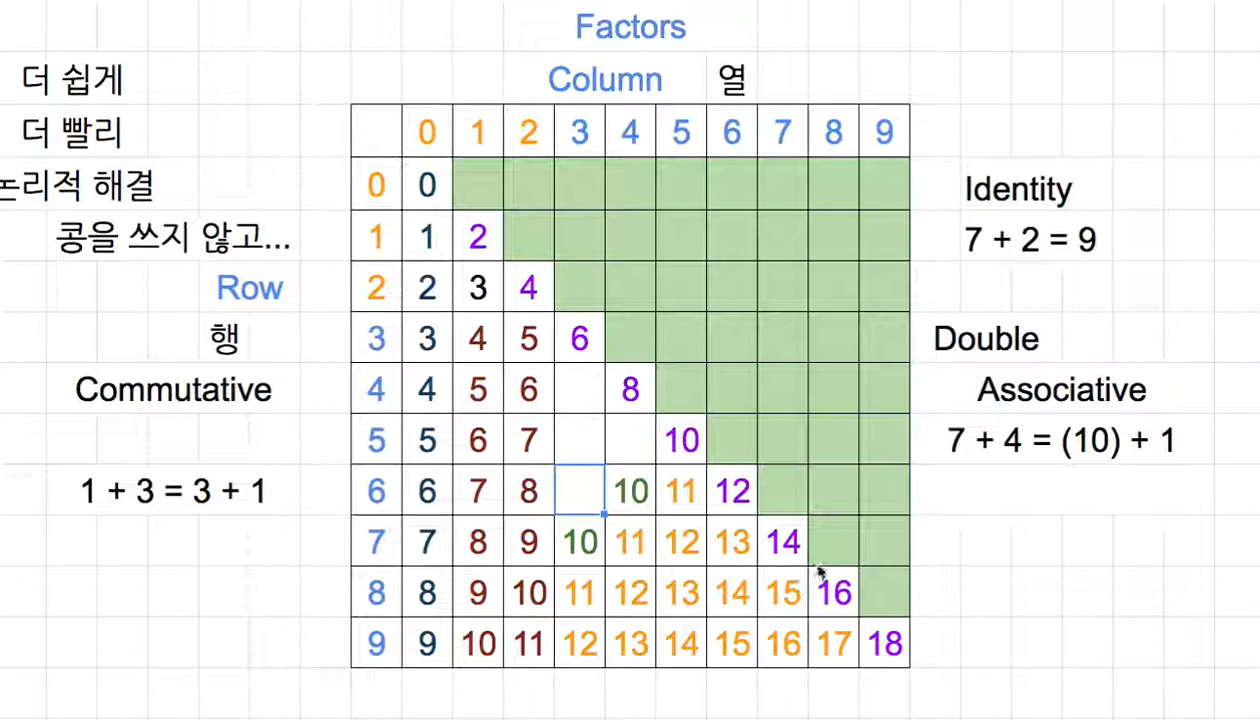 Factors
더 쉽게 Column 열
더 빨리 0 1 2 3 4 5 6 7 8 9
논리적 해결 0 0 Identity
콩을 쓰지 않고... 1 1 2 7 + 2 = 9
Row 2 2 3 4
행 3 3 4 5 6 Double
Commutative 4 4 5 6 8 Associative
5 5 6 7 10 7 + 4 = (10) + 1
1 + 3 = 3 + 1 6 6 7 8 10 11 12
7 7 8 9 10 11 12 13 14
8 8 9 10 11 12 13 14 15 16
9 9 10 11 12 13 14 15 16 17 18